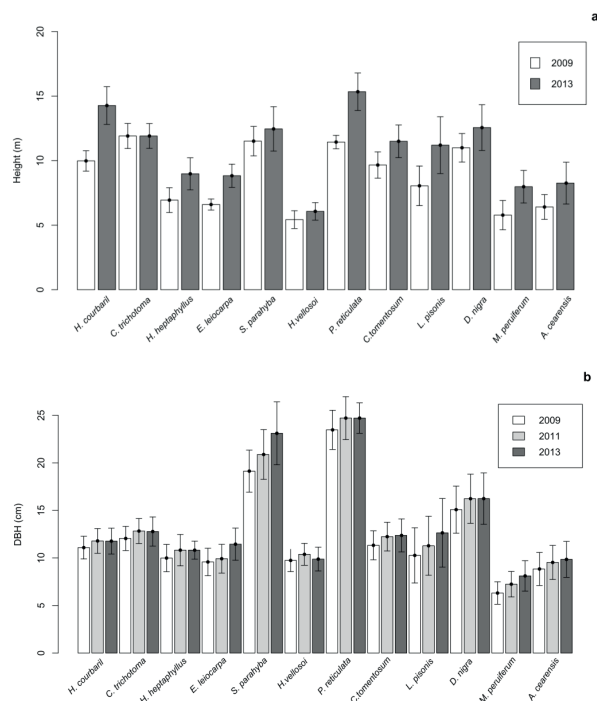 a
20
15
10
5
0
Height (m)
2009
2013
H. courbaril
C. trichotoma
H. heptaphyllus
E. leiocarpa
S. parahyba
H.vellosoi
P. reticulata
C.tomentosum
L. pisonis
D. nigra
M. peruiferum
A. cearensis
b
25
20
15
10
5
0
DBH (cm)
2009
2011
2013
H. courbaril
C. trichotoma
H. heptaphyllus
E. leiocarpa
S. parahyba
H.vellosoi
P. reticulata
C.tomentosum
L. pisonis
D. nigra
M. peruiferum
A. cearensis